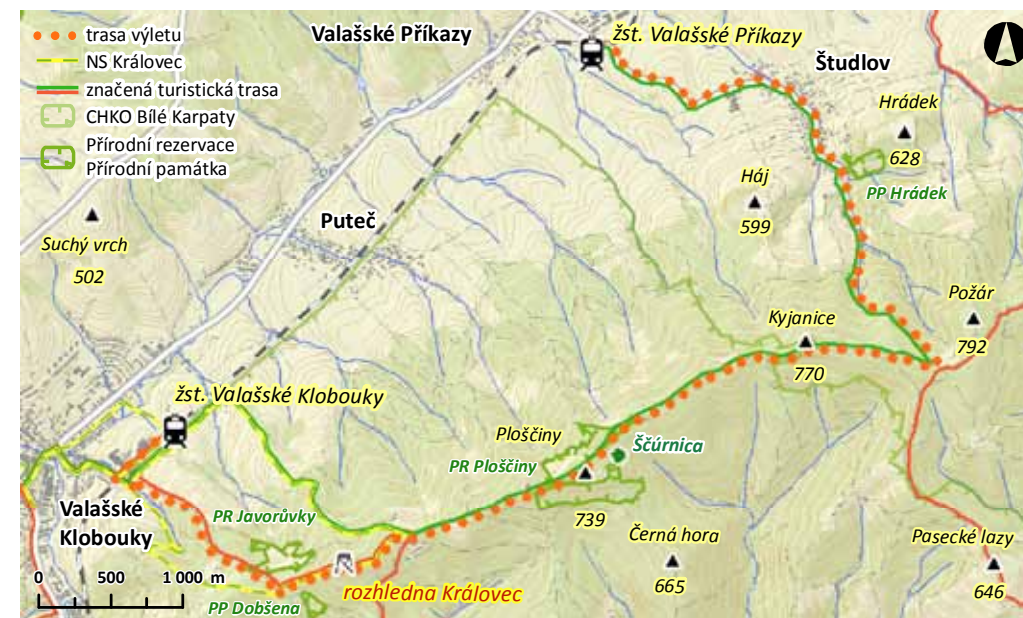 trasa výletu
NS Královec
značená turistická trasa
CHKO Bílé Karpaty
Přírodní rezervace
Přírodní památka
Valašské Příkazy
žst. Valašské Příkazy
Študlov
Hrádek
628
PP Hrádek
Háj
599
Suchý vrch
502
Puteč
Požár
792
Kyjanice
770
žst. Valašské Klobouky
Ploščiny
PR Ploščiny
Ščúrnica
739
Valašské
Klobouky
PR Javorůvky
Černá hora
665
Pasecké lazy
646
rozhledna Královec
PP Dobšena
0 500 1 000 m